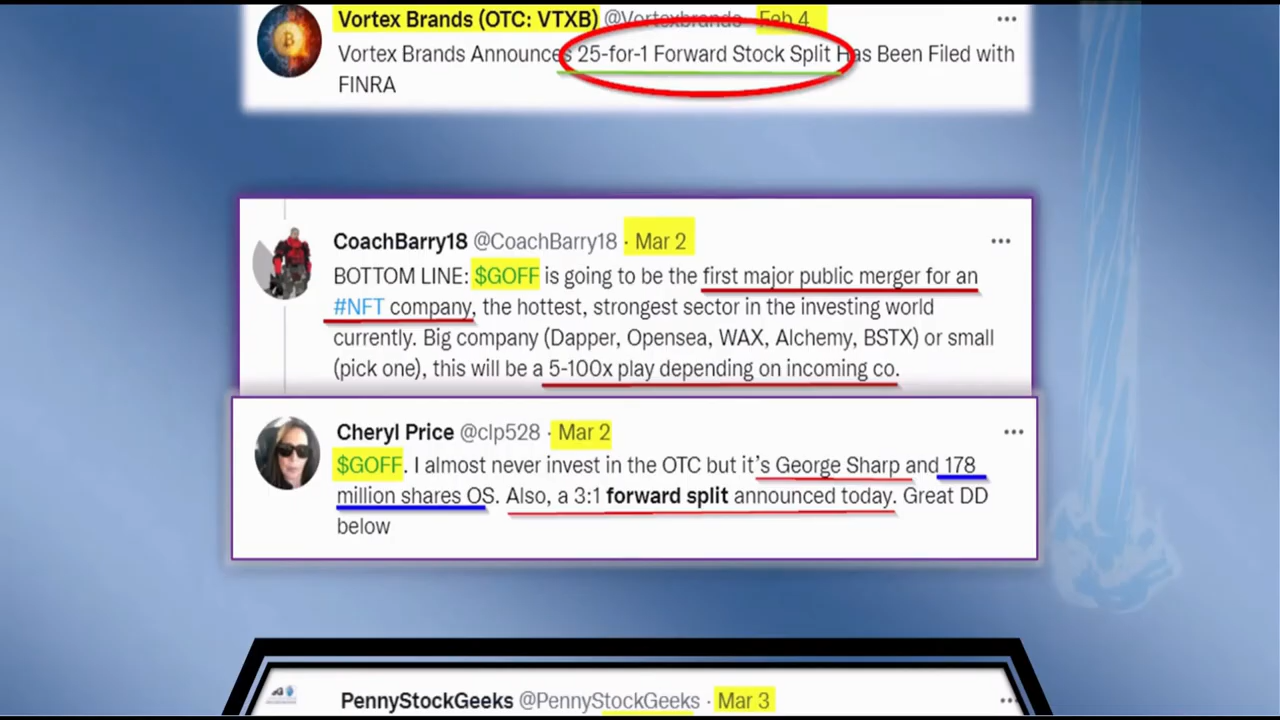 Vortex Brands (OTC: VTXB) @Vortexbrands · Feb 4
Vortex Brands Announces 25-for-1 Forward Stock Split Has Been Filed with
FINRA
CoachBarry18 @CoachBarry18 · Mar 2
BOTTOM LINE: $GOFF is going to be the first major public merger for an
#NFT company, the hottest, strongest sector in the investing world
currently. Big company (Dapper, Opensea, WAX, Alchemy, BSTX) or small
(pick one), this will be a 5-100x play depending on incoming co.
Cheryl Price @clp528 · Mar 2
$GOFF. I almost never invest in the OTC but it's George Sharp and 178
million shares OS. Also, a 3:1 forward split announced today. Great DD
below
PennyStockGeeks @PennyStockGeeks · Mar 3